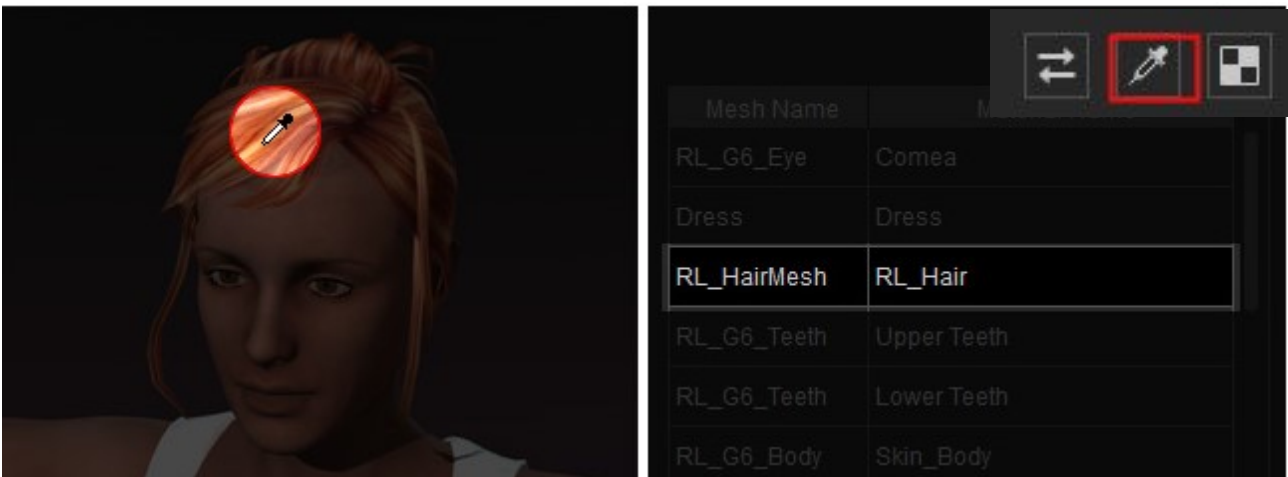 Mesh Name
RL_G6_Eye Cornea
Dress Dress
RL_HairMesh RL_Hair
RL_G6_Teeth Upper Teeth
RL_G6_Teeth Lower Teeth
RL_G6_Body Skin_Body